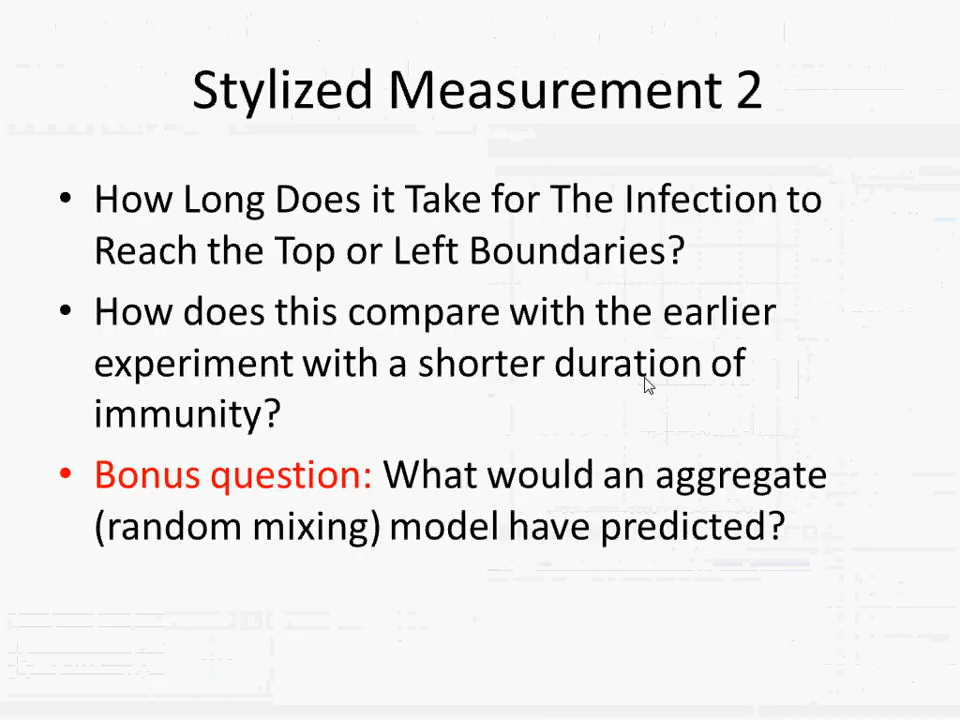 Stylized Measurement 2
• How Long Does it Take for The Infection to
Reach the Top or Left Boundaries?
• How does this compare with the earlier
experiment with a shorter duration of
immunity?
• Bonus question: What would an aggregate
(random mixing) model have predicted?